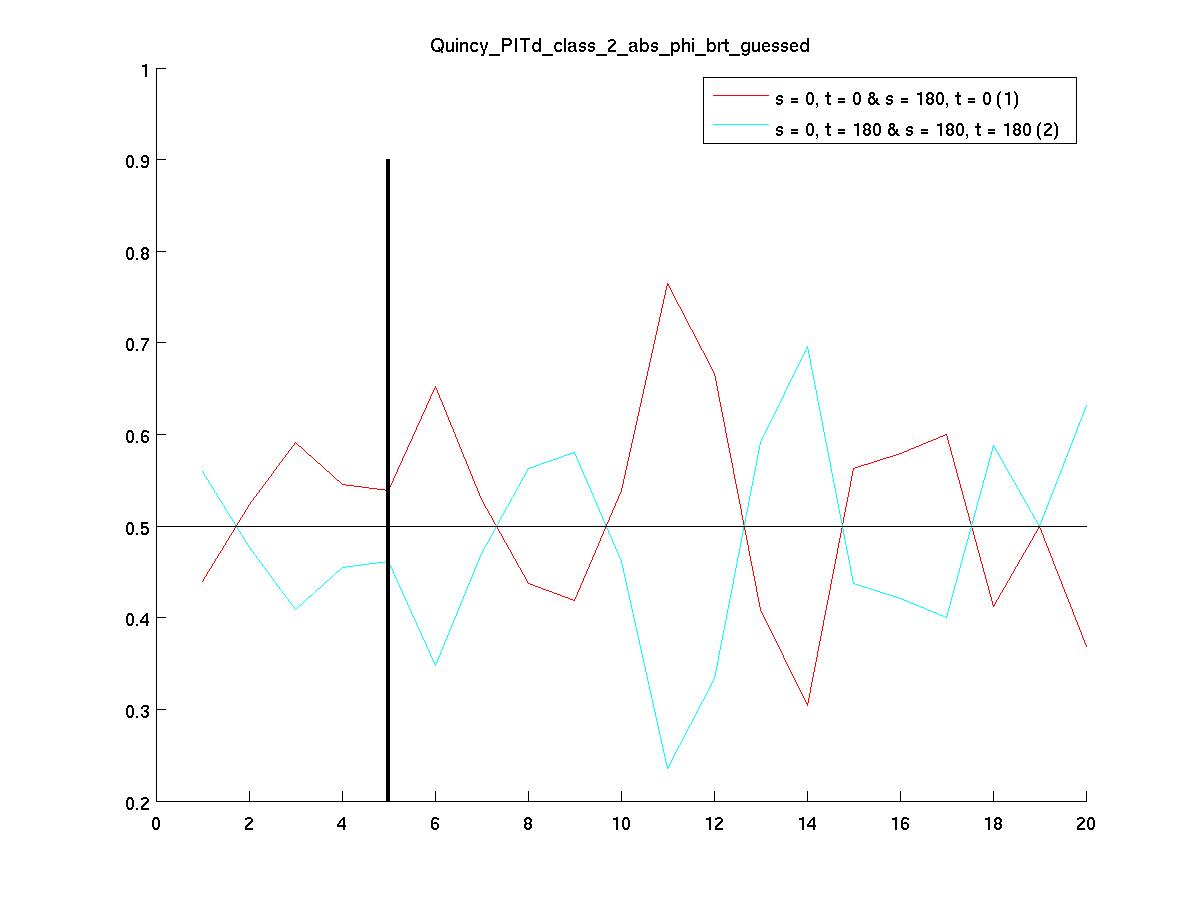 Quincy_PITd_class_2_abs_phi_brt_guessed
s = 0, t = 0 & s = 180, t = 0 (1)
s = 0, t = 180 & s = 180, t = 180 (2)
1
0.9
0.8
0.7
0.6
0.5
0.4
0.3
0.2
0 2 4 6 8 10 12 14 16 18 20